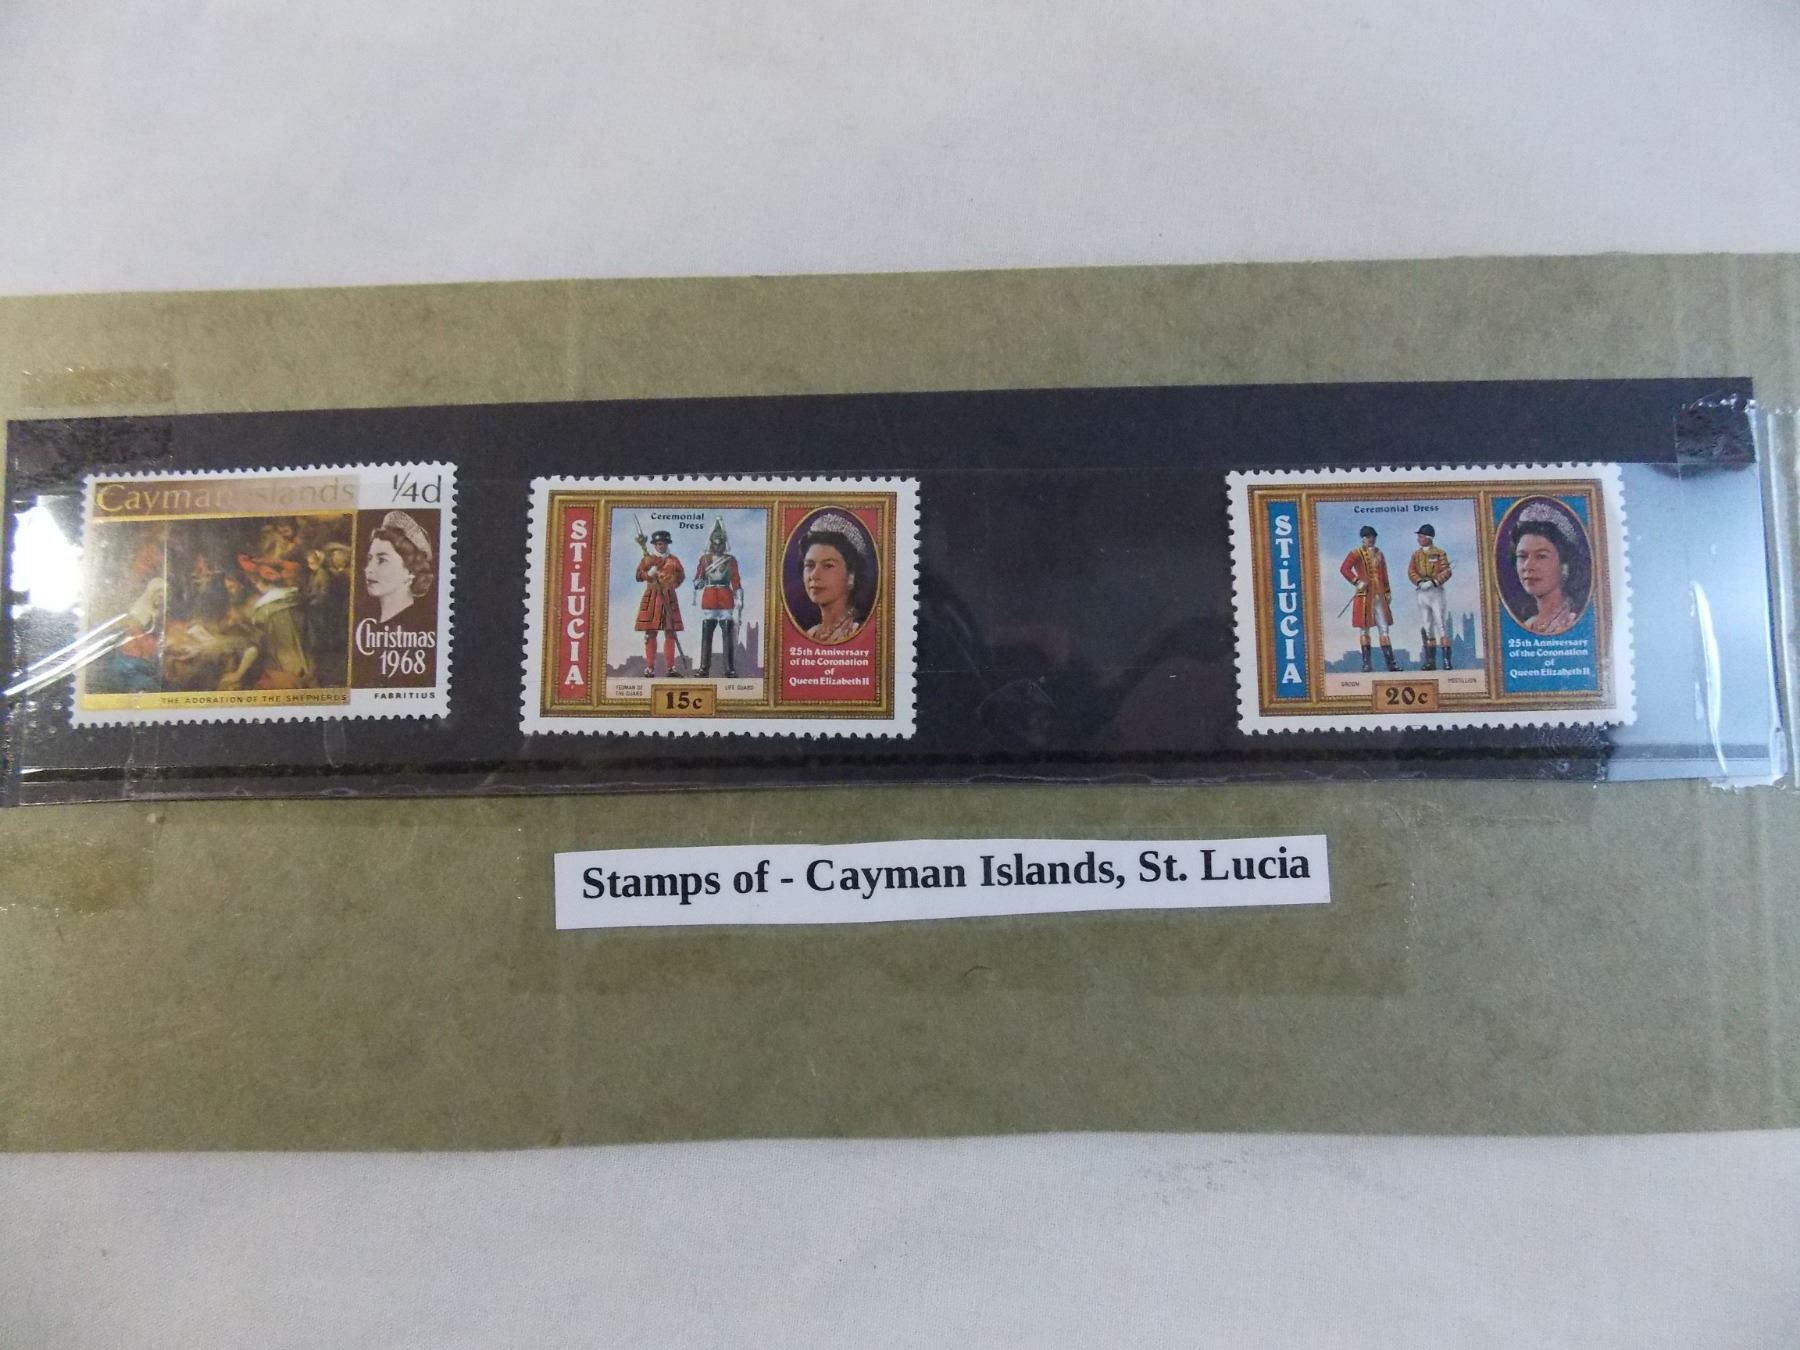 Cayman Islands
1/4d
Christmas
1968
THE ADORATION OF THE SHEPHERDS
FABRITIUS
ST. LUCIA
Ceremonial
Dress
YEOMAN OF
THE GUARD
LIFE GUARD
15c
25th Anniversary
of the Coronation
of
Queen Elizabeth II
ST. LUCIA
Ceremonial Dress
GROOM
POSTILLION
20c
25th Anniversary
of the Coronation
of
Queen Elizabeth II
Stamps of - Cayman Islands, St. Lucia